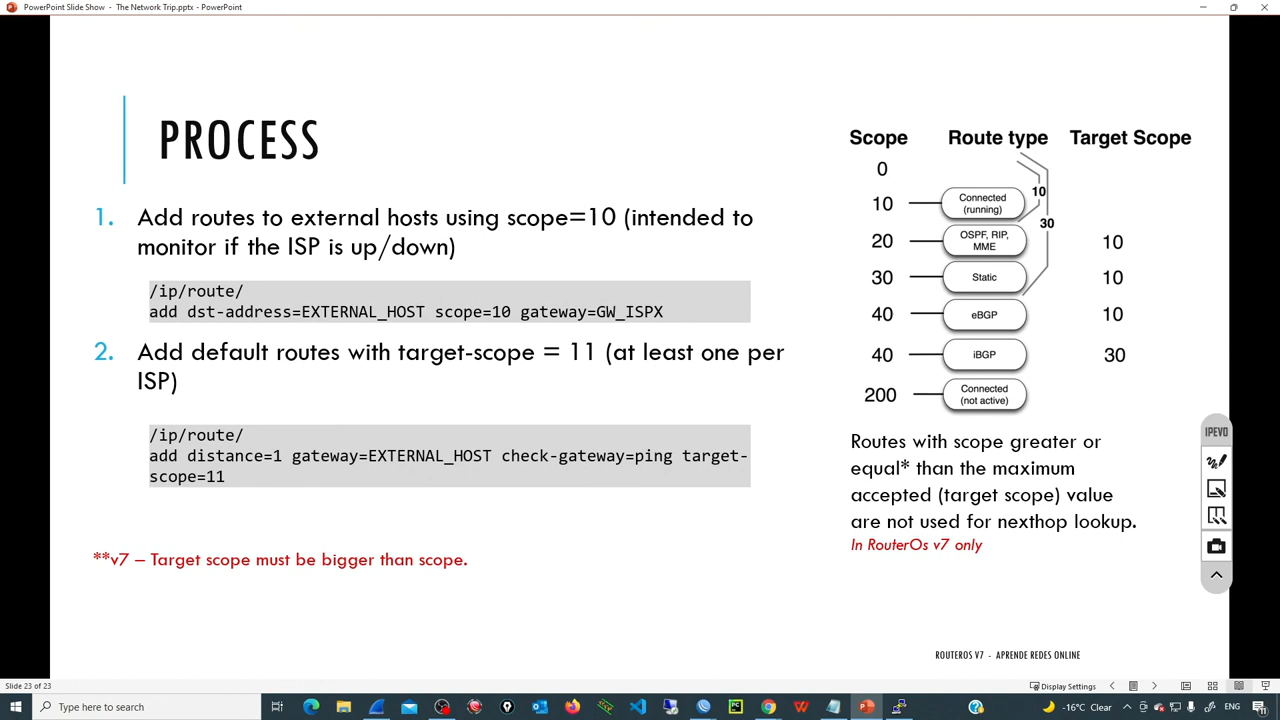 PowerPoint Slide Show - The Network Trip.pptx - PowerPoint
PROCESS
1. Add routes to external hosts using scope=10 (intended to
monitor if the ISP is up/down)
/ip/route/
add dst-address=EXTERNAL_HOST scope=10 gateway=GW_ISPX
2. Add default routes with target-scope = 11 (at least one per
ISP)
/ip/route/
add distance=1 gateway=EXTERNAL_HOST check-gateway=ping target-
scope=11
**v7 – Target scope must be bigger than scope.
Scope Route type Target Scope
0
10
10 Connected
(running)
30
20 OSPF, RIP,
MME 10
30 Static 10
40 eBGP 10
40 iBGP 30
200 Connected
(not active)
Routes with scope greater or
equal* than the maximum
accepted (target scope) value
are not used for nexthop lookup.
In RouterOs v7 only
IPEVO
ROUTEROS V7 - APRENDE REDES ONLINE
Slide 23 of 23
Display Settings
Type here to search
-16°C Clear
ENG